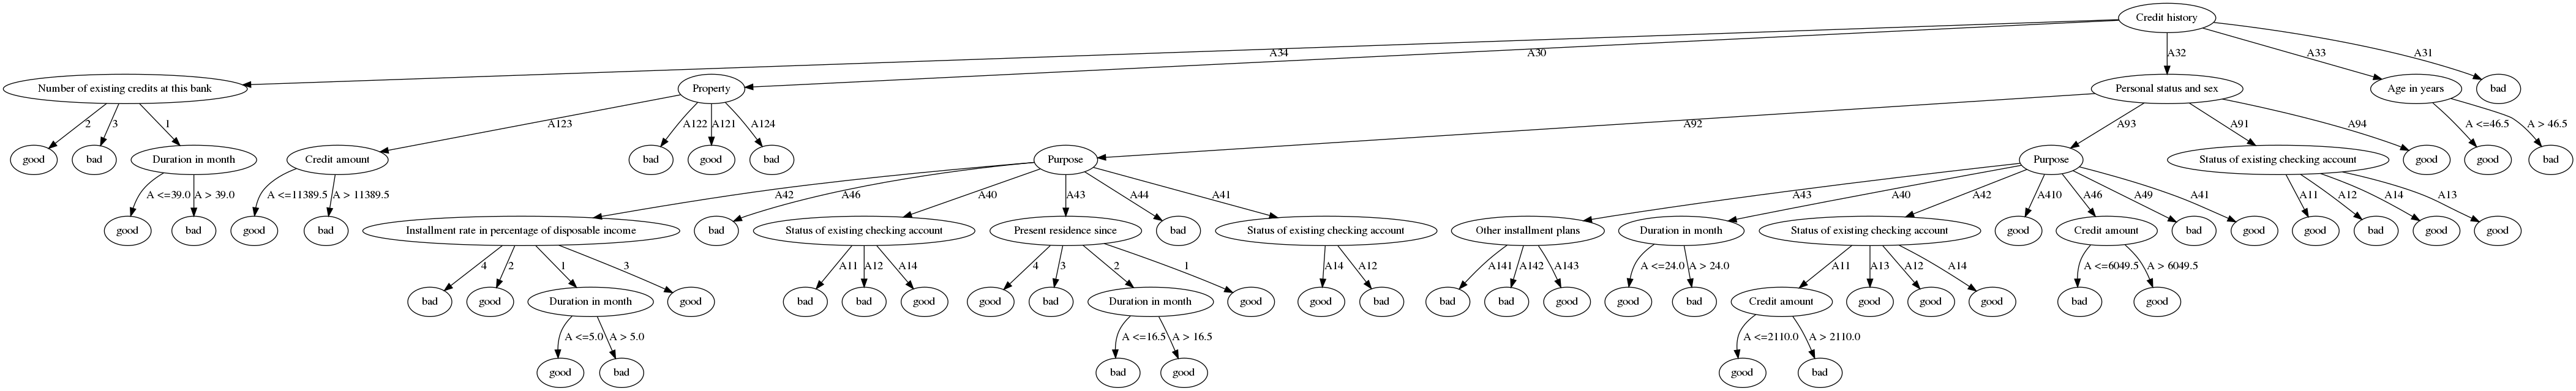 Credit history
A34
A30
A32
A33
A31
Number of existing credits at this bank
Property
Personal status and sex
Age in years
bad
2
3
1
A123
A122
A121
A124
A92
A93
A91
A94
A <=46.5
A > 46.5
good
bad
Duration in month
Credit amount
bad
good
bad
Purpose
Purpose
Status of existing checking account
good
good
bad
A <=39.0
A > 39.0
A <=11389.5
A > 11389.5
A42
A46
A40
A43
A44
A41
A43
A40
A42
A410
A46
A49
A41
A11
A12
A14
A13
good
bad
good
bad
Installment rate in percentage of disposable income
bad
Status of existing checking account
Present residence since
bad
Status of existing checking account
Other installment plans
Duration in month
Status of existing checking account
good
Credit amount
bad
good
good
bad
good
good
4
2
1
3
A11
A12
A14
4
3
2
1
A14
A12
A141
A142
A143
A <=24.0
A > 24.0
A11
A13
A12
A14
A <=6049.5
A > 6049.5
bad
good
Duration in month
good
bad
bad
good
good
bad
Duration in month
good
good
bad
bad
bad
good
good
bad
Credit amount
good
good
good
bad
good
A <=5.0
A > 5.0
A <=16.5
A > 16.5
A <=2110.0
A > 2110.0
good
bad
bad
good
good
bad